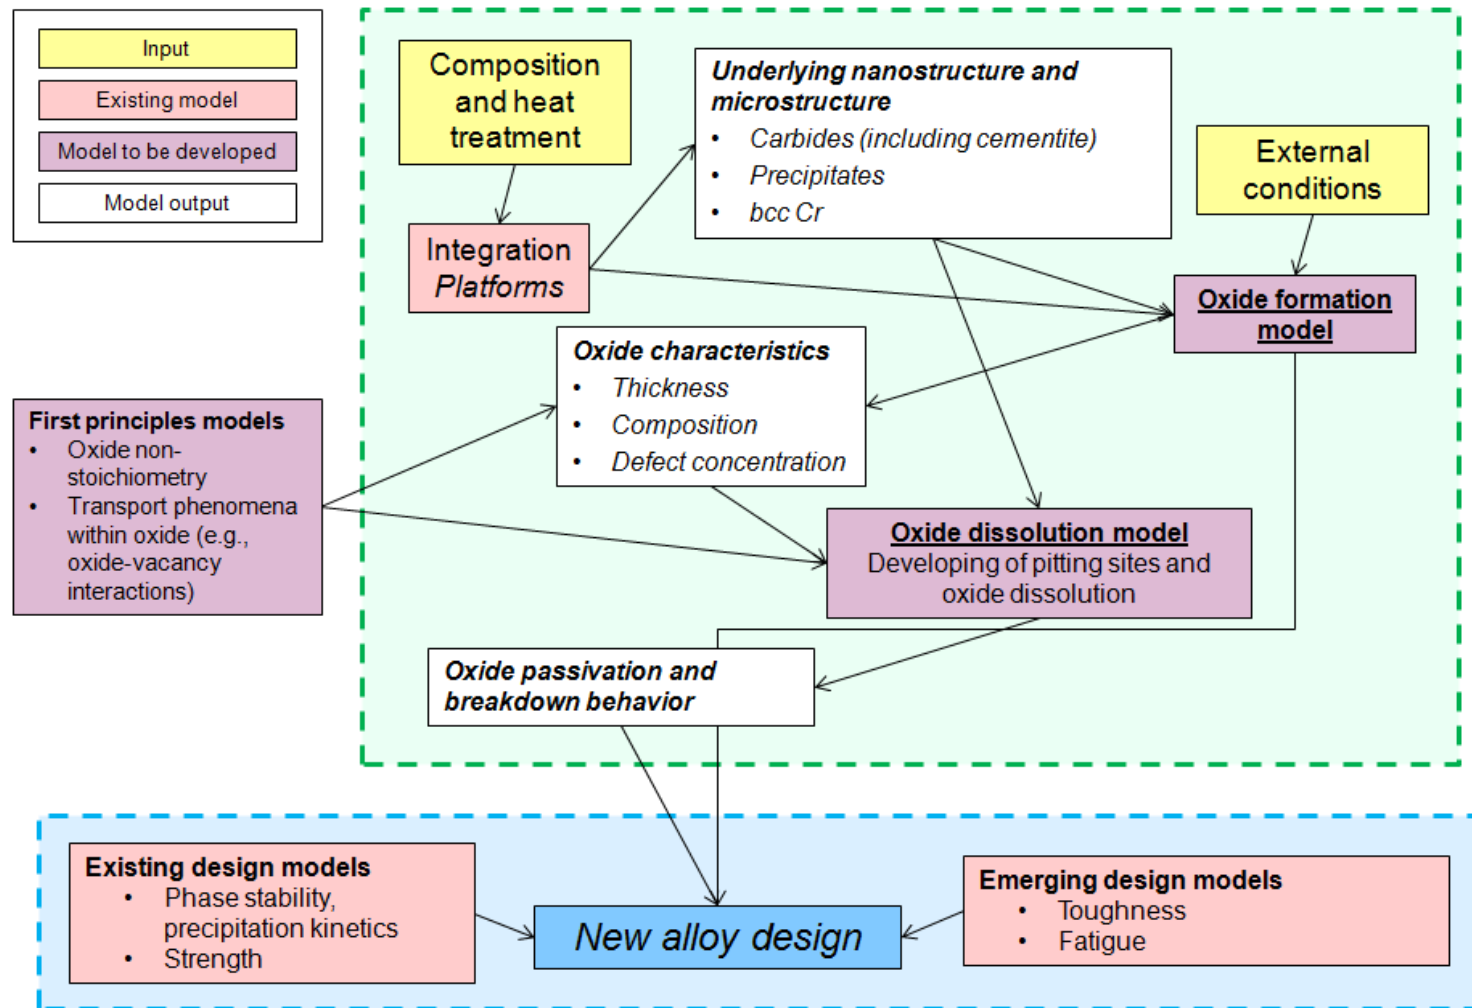 Input
Existing model
Model to be developed
Model output
Composition
and heat
treatment
Integration
Platforms
Underlying nanostructure and
microstructure
• Carbides (including cementite)
• Precipitates
• bcc Cr
External
conditions
Oxide formation
model
Oxide characteristics
• Thickness
• Composition
• Defect concentration
First principles models
• Oxide non-
stoichiometry
• Transport phenomena
within oxide (e.g.,
oxide-vacancy
interactions)
Oxide dissolution model
Developing of pitting sites and
oxide dissolution
Oxide passivation and
breakdown behavior
Existing design models
• Phase stability,
precipitation kinetics
• Strength
New alloy design
Emerging design models
• Toughness
• Fatigue